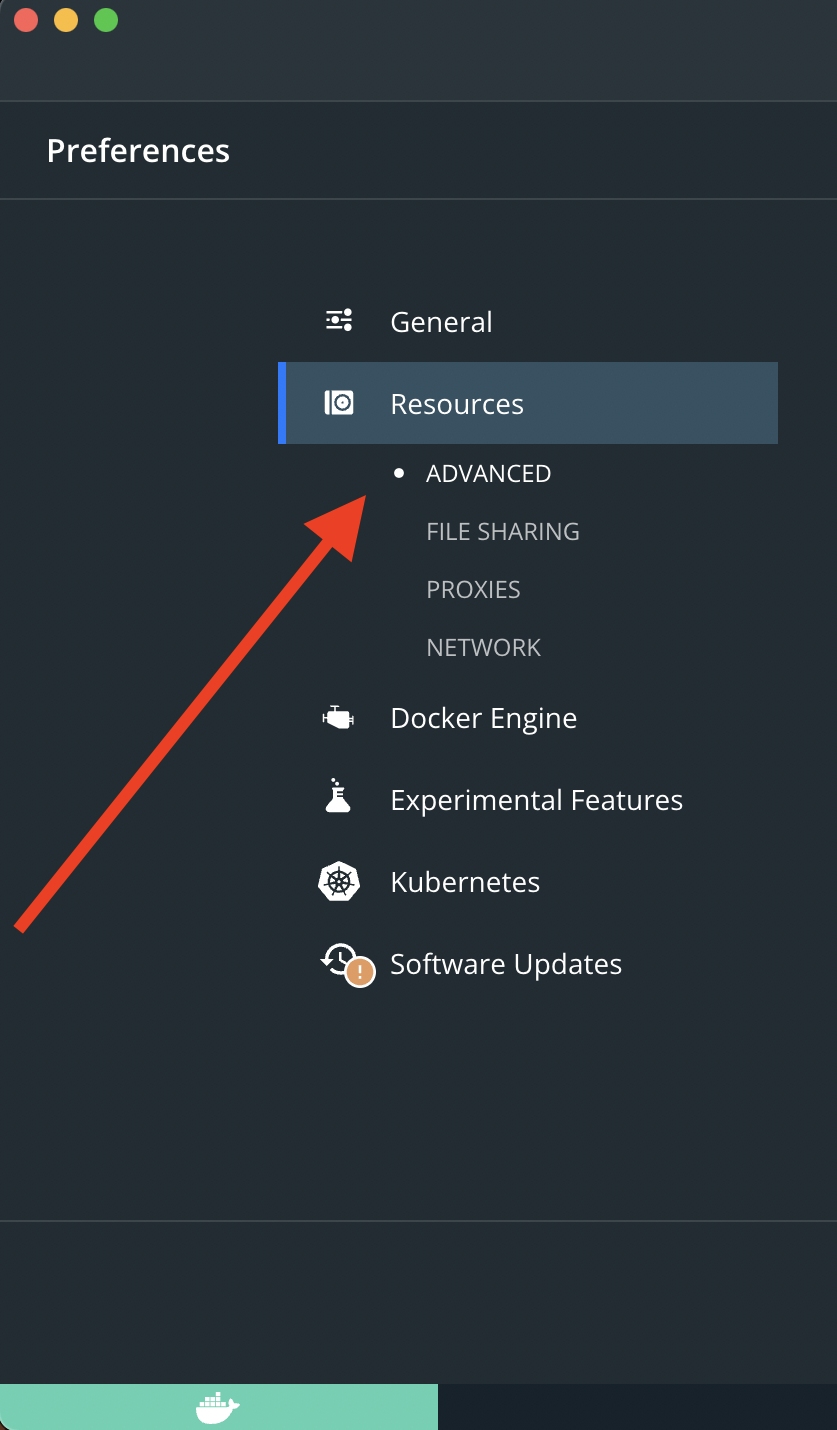 Preferences
General
Resources
ADVANCED
FILE SHARING
PROXIES
NETWORK
Docker Engine
Experimental Features
Kubernetes
Software Updates